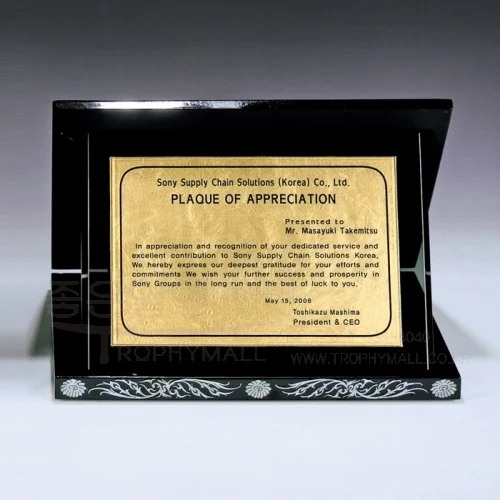 Sony Supply Chain Solutions (Korea) Co., Ltd.
PLAQUE OF APPRECIATION
Presented to
Mr. Masayuki Takemitsu
In appreciation and recognition of your dedicated service and
excellent contribution to Sony Supply Chain Solutions Korea,
We hereby express our deepest gratitude for your efforts and
commitments We wish your further success and prosperity in
Sony Groups in the long run and the best of luck to you.
May 15, 2008
Toshikazu Mashima
President & CEO
TROPHYMALL